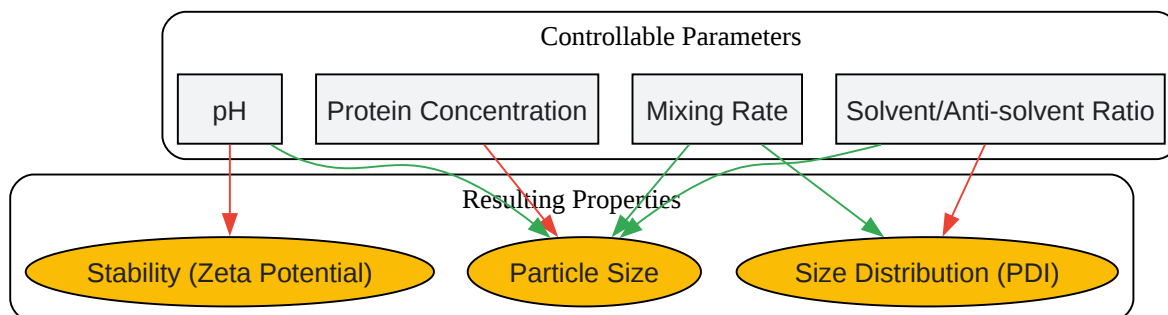 Controllable Parameters
pH
Protein Concentration
Mixing Rate
Solvent/Anti-solvent Ratio
Resulting Properties
Stability (Zeta Potential)
Particle Size
Size Distribution (PDI)